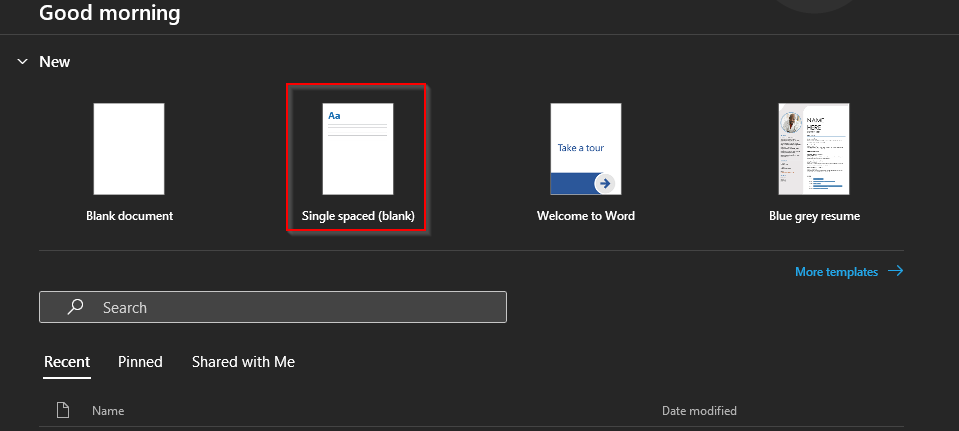 Good morning
New
Aa
Take a tour
NAME
HERE
Blank document
Single spaced (blank)
Welcome to Word
Blue grey resume
More templates
Search
Recent Pinned Shared with Me
Name Date modified